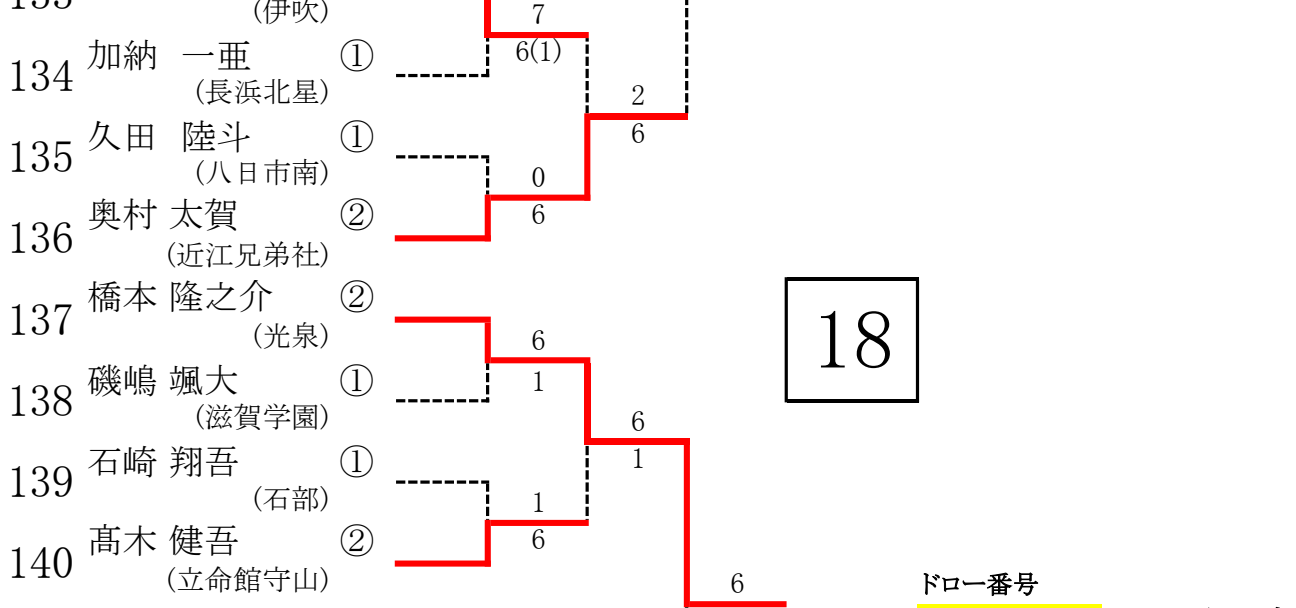 (伊吹)
7
134 加納 一亜 ①
6(1)
(長浜北星)
2
6
135 久田 陸斗 ①
(八日市南)
0
6
136 奥村 太賀 ②
(近江兄弟社)
137 橋本 隆之介 ②
(光泉)
6
1
18
138 磯嶋 颯大 ①
(滋賀学園)
6
1
139 石崎 翔吾 ①
(石部)
1
6
140 髙木 健吾 ②
(立命館守山)
6
ドロー番号